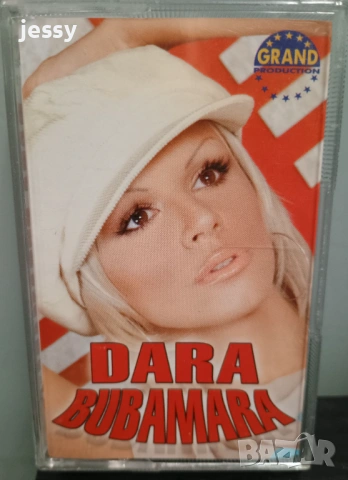 jessy
GRAND
PRODUCTION
DARA
BUBAMARA
BAZAR